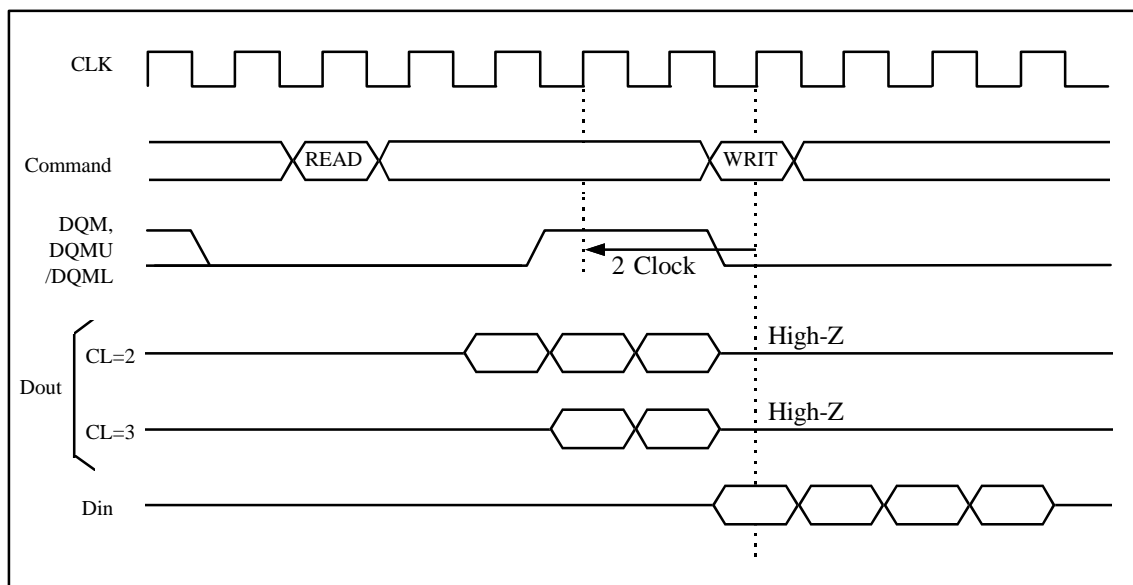 CLK
Command
READ
WRIT
DQM,
DQMU
/DQML
2 Clock
Dout
CL=2
High-Z
CL=3
High-Z
Din